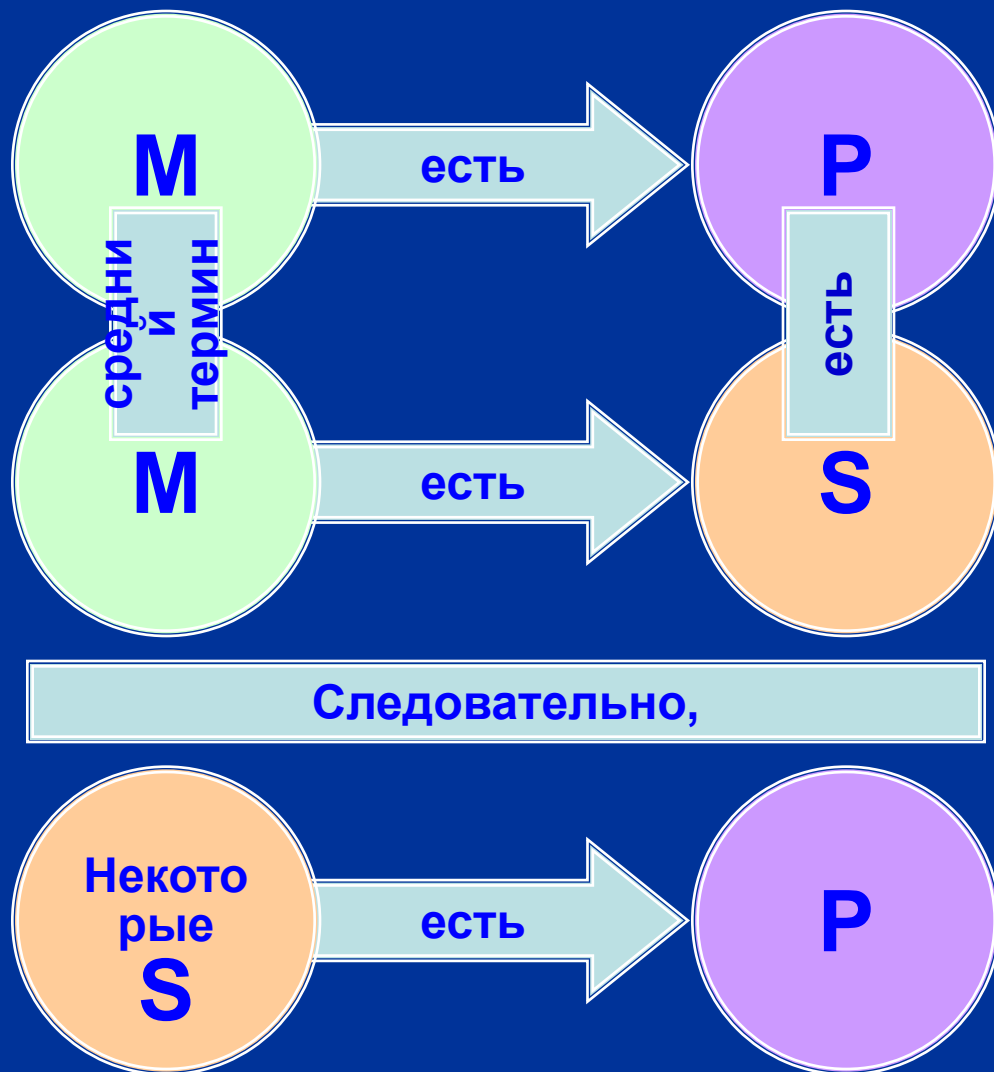 М
есть
Р
средни
й
термин
есть
М
есть
S
Следовательно,
Некото
рые
S
есть
Р